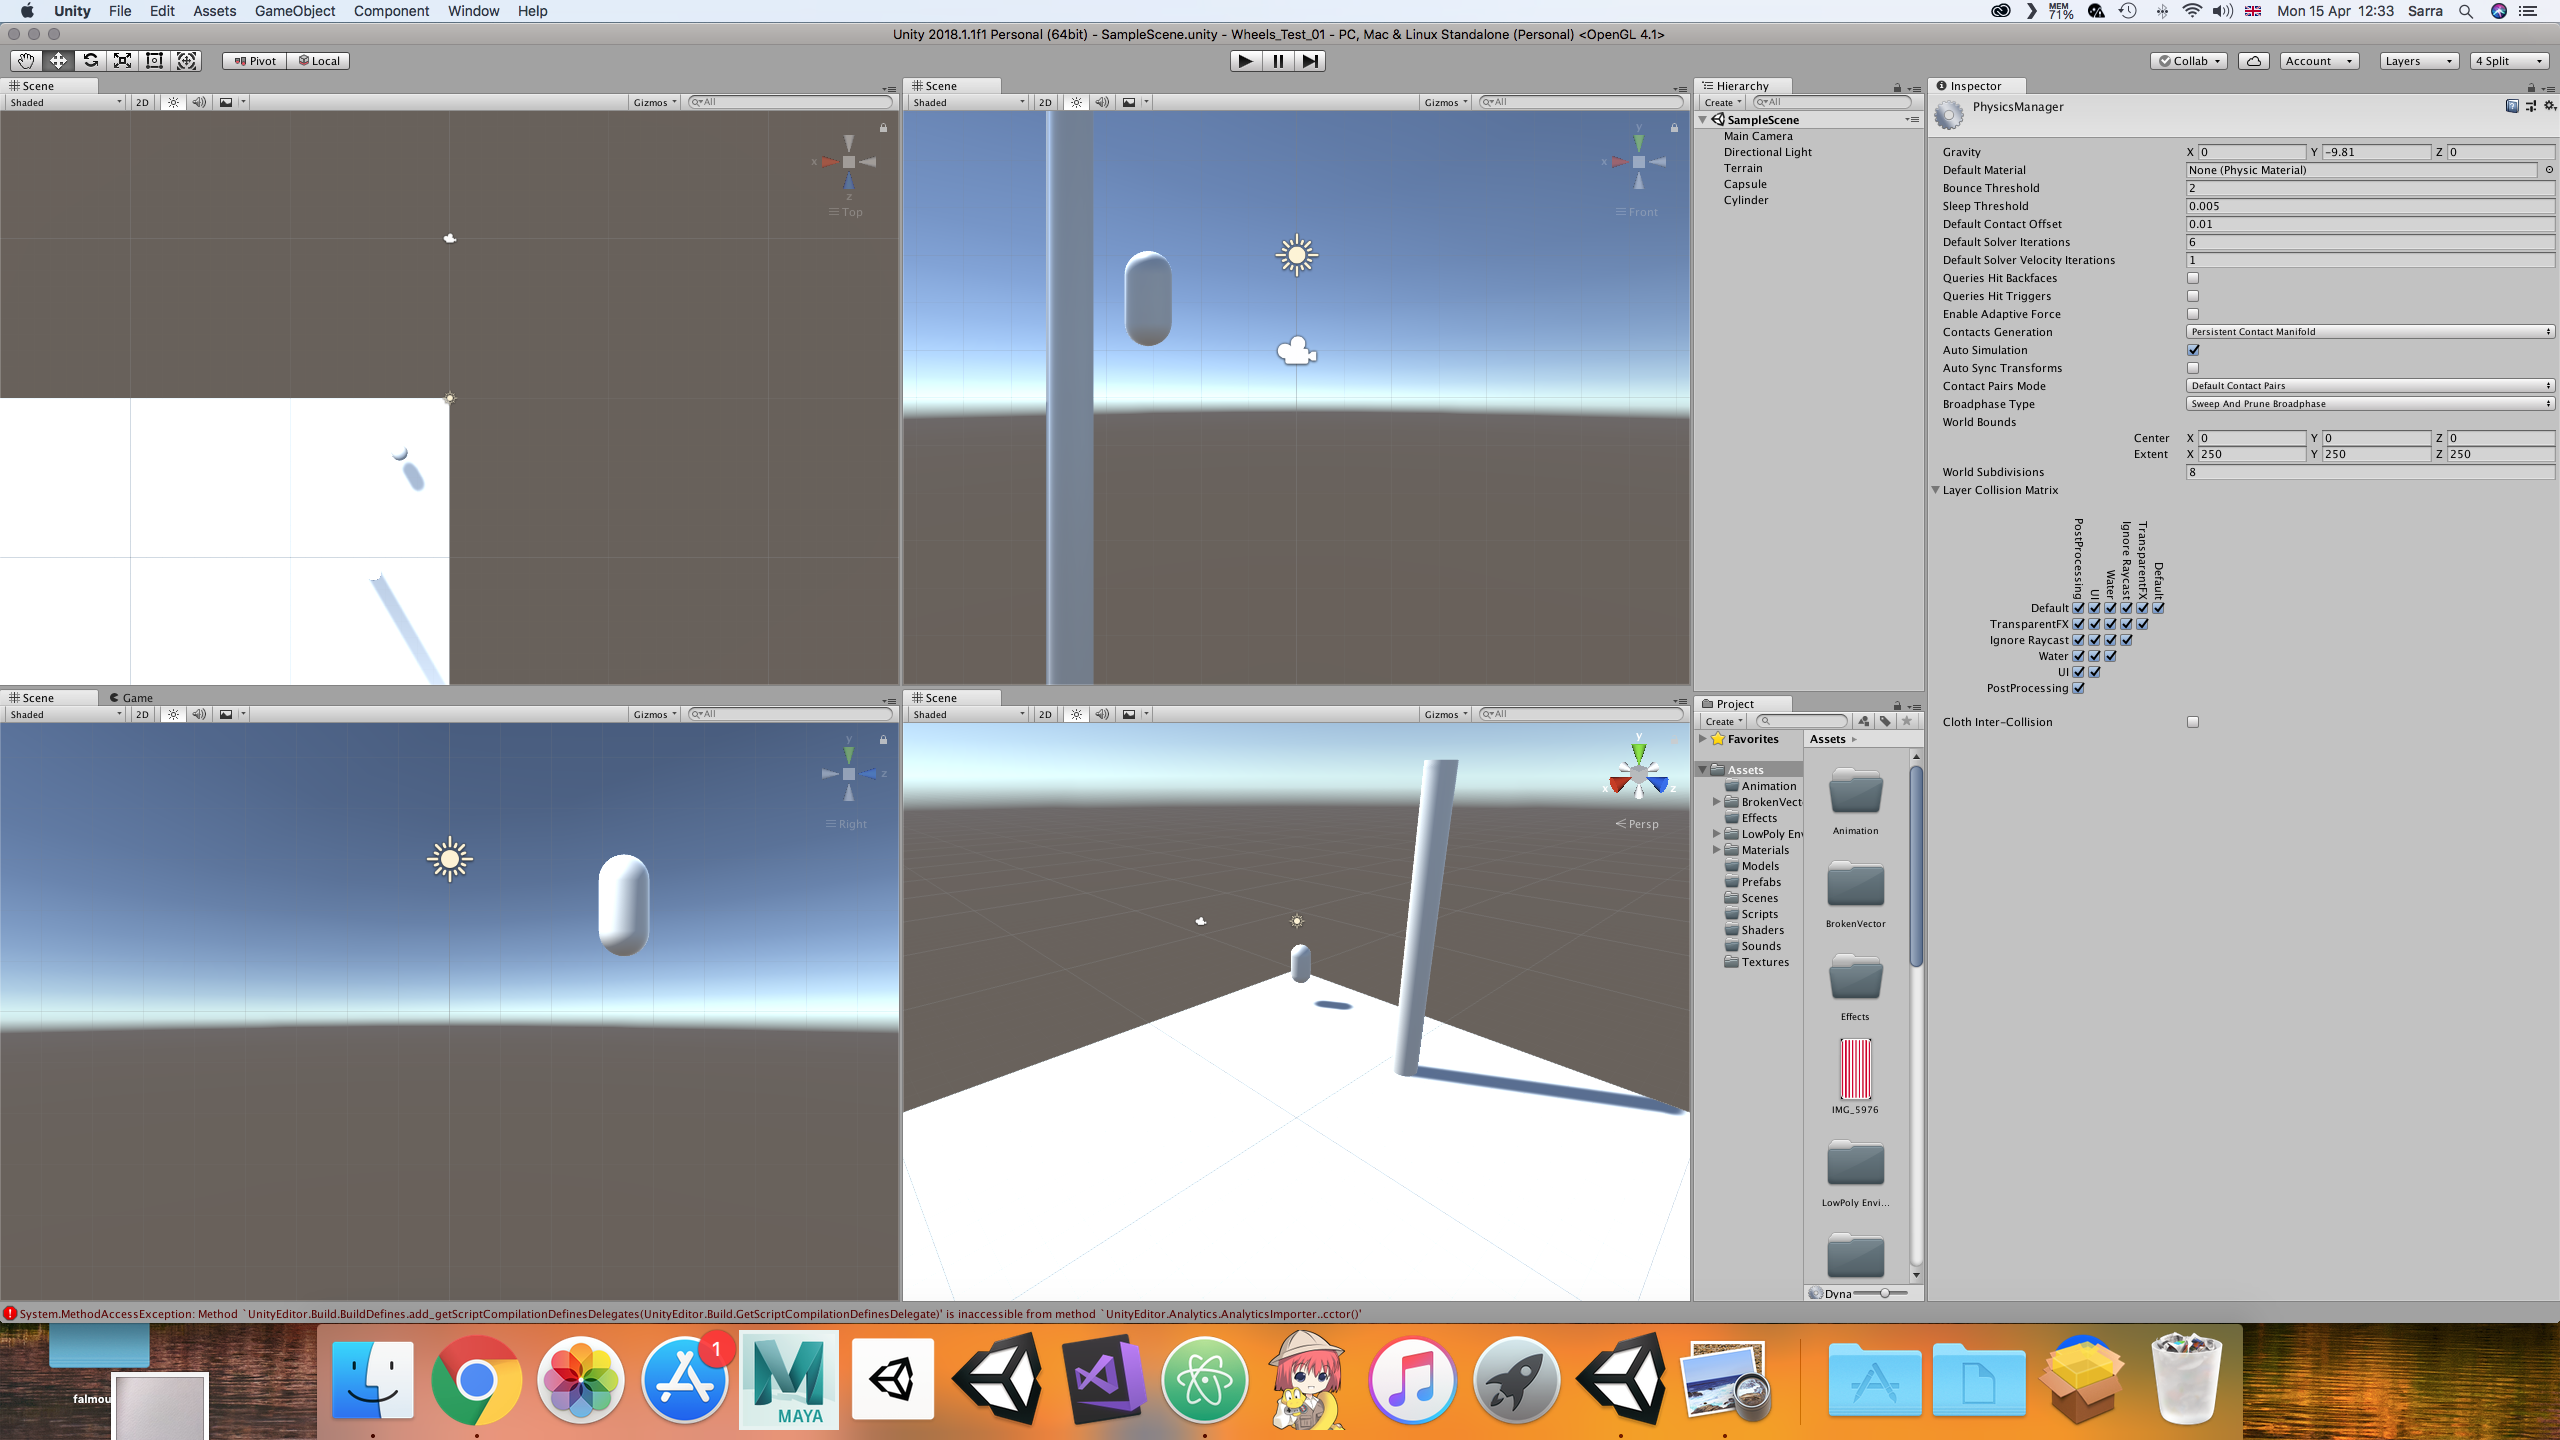 Unity File Edit Assets GameObject Component Window Help
MEM 71% Mon 15 Apr 12:33 Sarra
Unity 2018.1.1f1 Personal (64bit) - SampleScene.unity - Wheels_Test_01 - PC, Mac & Linux Standalone (Personal) <OpenGL 4.1>
Pivot Local
Collab Account Layers 4 Split
Scene
Shaded 2D Gizmos All
x
z
Top
Scene
Shaded 2D Gizmos All
y
x
Front
Scene Game
Shaded 2D Gizmos All
y
z
Right
Scene
Shaded 2D Gizmos All
y
x z
Persp
Hierarchy
Create All
SampleScene
Main Camera
Directional Light
Terrain
Capsule
Cylinder
Project
Create
Favorites
Assets
Animation
BrokenVect
Effects
LowPoly Env
Materials
Models
Prefabs
Scenes
Scripts
Shaders
Sounds
Textures
Assets
Animation
BrokenVector
Effects
IMG_5976
LowPoly Envi...
Dyna
Inspector
PhysicsManager
Gravity X 0 Y -9.81 Z 0
Default Material None (Physic Material)
Bounce Threshold 2
Sleep Threshold 0.005
Default Contact Offset 0.01
Default Solver Iterations 6
Default Solver Velocity Iterations 1
Queries Hit Backfaces
Queries Hit Triggers
Enable Adaptive Force
Contacts Generation Persistent Contact Manifold
Auto Simulation
Auto Sync Transforms
Contact Pairs Mode Default Contact Pairs
Broadphase Type Sweep And Prune Broadphase
World Bounds
Center X 0 Y 0 Z 0
Extent X 250 Y 250 Z 250
World Subdivisions 8
Layer Collision Matrix
PostProcessing
UI
Water
Ignore Raycast
TransparentFX
Default
Default
TransparentFX
Ignore Raycast
Water
UI
PostProcessing
Cloth Inter-Collision
System.MethodAccessException: Method `UnityEditor.Build.BuildDefines.add_getScriptCompilationDefinesDelegates(UnityEditor.Build.GetScriptCompilationDefinesDelegate)' is inaccessible from method `UnityEditor.Analytics.AnalyticsImporter..cctor()'
falmou
1
MAYA